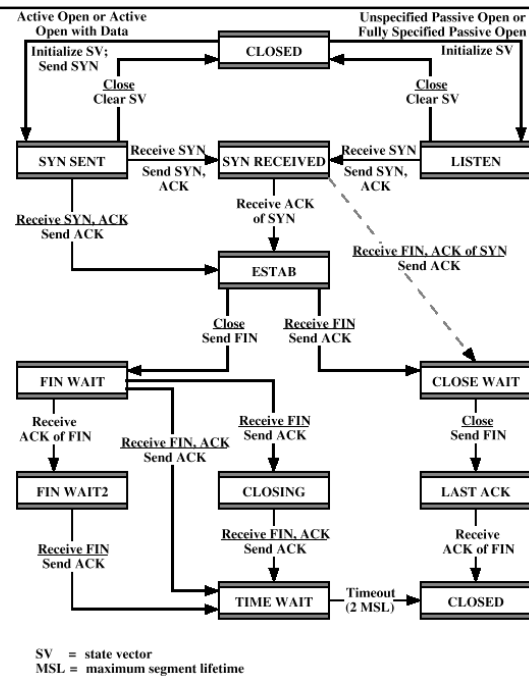 Active Open or Active
Open with Data
Unspecified Passive Open or
Fully Specified Passive Open
CLOSED
Initialize SV;
Send SYN
Initialize SV
Close
Clear SV
Close
Clear SV
SYN SENT
Receive SYN
Send SYN,
ACK
SYN RECEIVED
Receive SYN
Send SYN,
ACK
LISTEN
Receive SYN, ACK
Send ACK
Receive ACK
of SYN
Receive FIN, ACK of SYN
Send ACK
ESTAB
Close
Send FIN
Receive FIN
Send ACK
FIN WAIT
CLOSE WAIT
Receive
ACK of FIN
Receive FIN, ACK
Send ACK
Receive FIN
Send ACK
Close
Send FIN
FIN WAIT2
CLOSING
LAST ACK
Receive FIN
Send ACK
Receive FIN, ACK
Send ACK
Receive
ACK of FIN
TIME WAIT
Timeout
(2 MSL)
CLOSED
SV = state vector
MSL = maximum segment lifetime